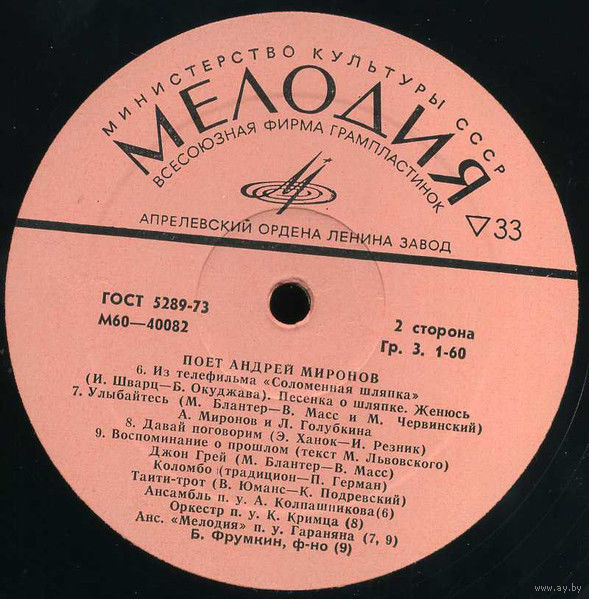 МИНИСТЕРСТВО КУЛЬТУРЫ СССР
МЕЛОДИЯ
ВСЕСОЮЗНАЯ ФИРМА ГРАМПЛАСТИНОК
33
АПРЕЛЕВСКИЙ ОРДЕНА ЛЕНИНА ЗАВОД
ГОСТ 5289-73
М60—40082
2 сторона
Гр. 3. 1-60
ПОЕТ АНДРЕЙ МИРОНОВ
6. Из телефильма «Соломенная шляпка»
(И. Шварц—Б. Окуджава). Песенка о шляпке. Женюсь
7. Улыбайтесь (М. Блантер—В. Масс и М. Червинский)
А. Миронов и Л. Голубкина
8. Давай поговорим (Э. Ханок—И. Резник)
9. Воспоминание о прошлом (текст М. Львовского)
Джон Грей (М. Блантер—В. Масс)
Коломбо (традицион—П. Герман)
Таити-трот (В. Юманс—К. Подревский)
Ансамбль п. у. А. Колпашникова(6)
Оркестр п. у. К. Кримца (8)
Анс. «Мелодия» п. у. Гараняна (7, 9)
Б. Фрумкин, ф-но (9)
www.ay.by